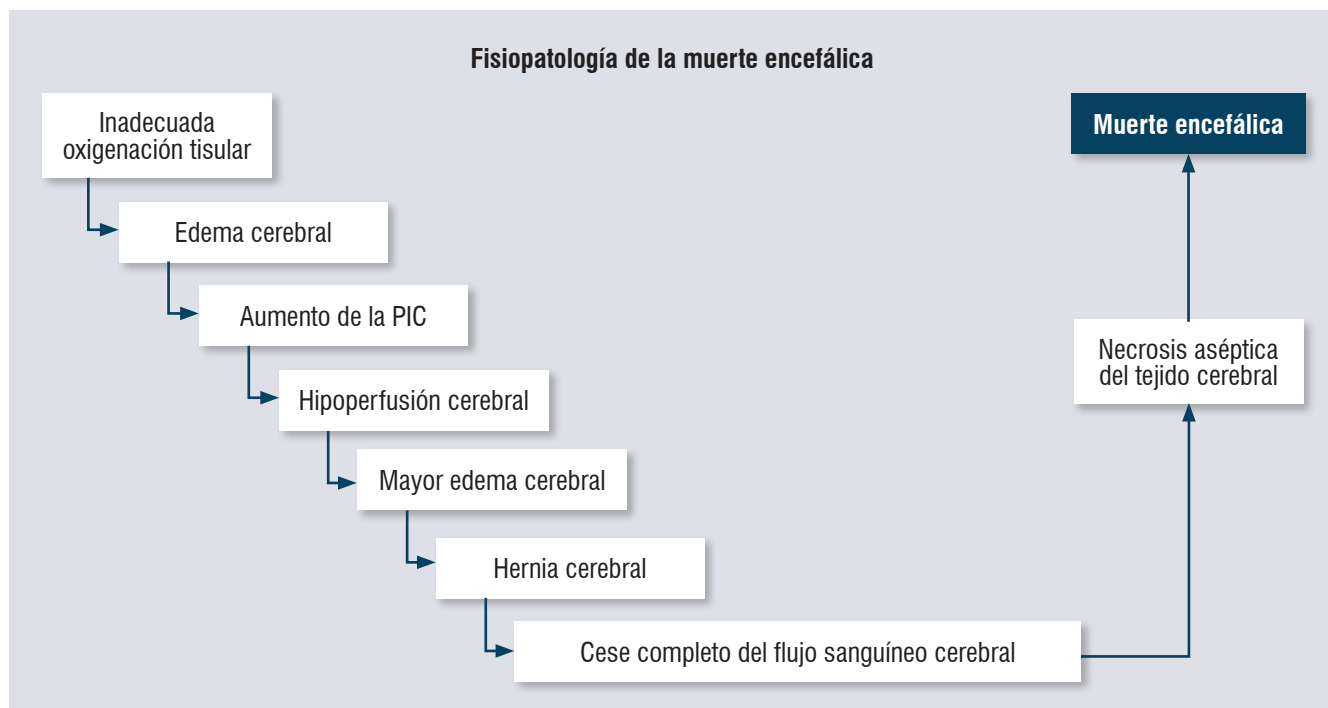 Fisiopatología de la muerte encefálica
Inadecuada
oxigenación tisular
Edema cerebral
Aumento de la PIC
Hipoperfusión cerebral
Mayor edema cerebral
Hernia cerebral
Cese completo del flujo sanguíneo cerebral
Necrosis aséptica
del tejido cerebral
Muerte encefálica